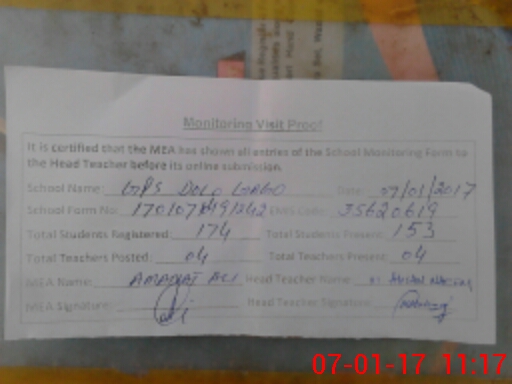 Monitoring Visit Proof
It is certified that the MEA has shown all entries of the School Monitoring Form to
the Head Teacher before its online submission.
School Name: GPS DOLO Date: 07/01/2017
School Form No: EMIS Code: 35620619
Total Students Registered: 174 Total Students Present: 153
Total Teachers Posted: 04 Total Teachers Present: 04
MEA Name: ALI Head Teacher Name:
MEA Signature: Head Teacher Signature:
07-01-17 11:17